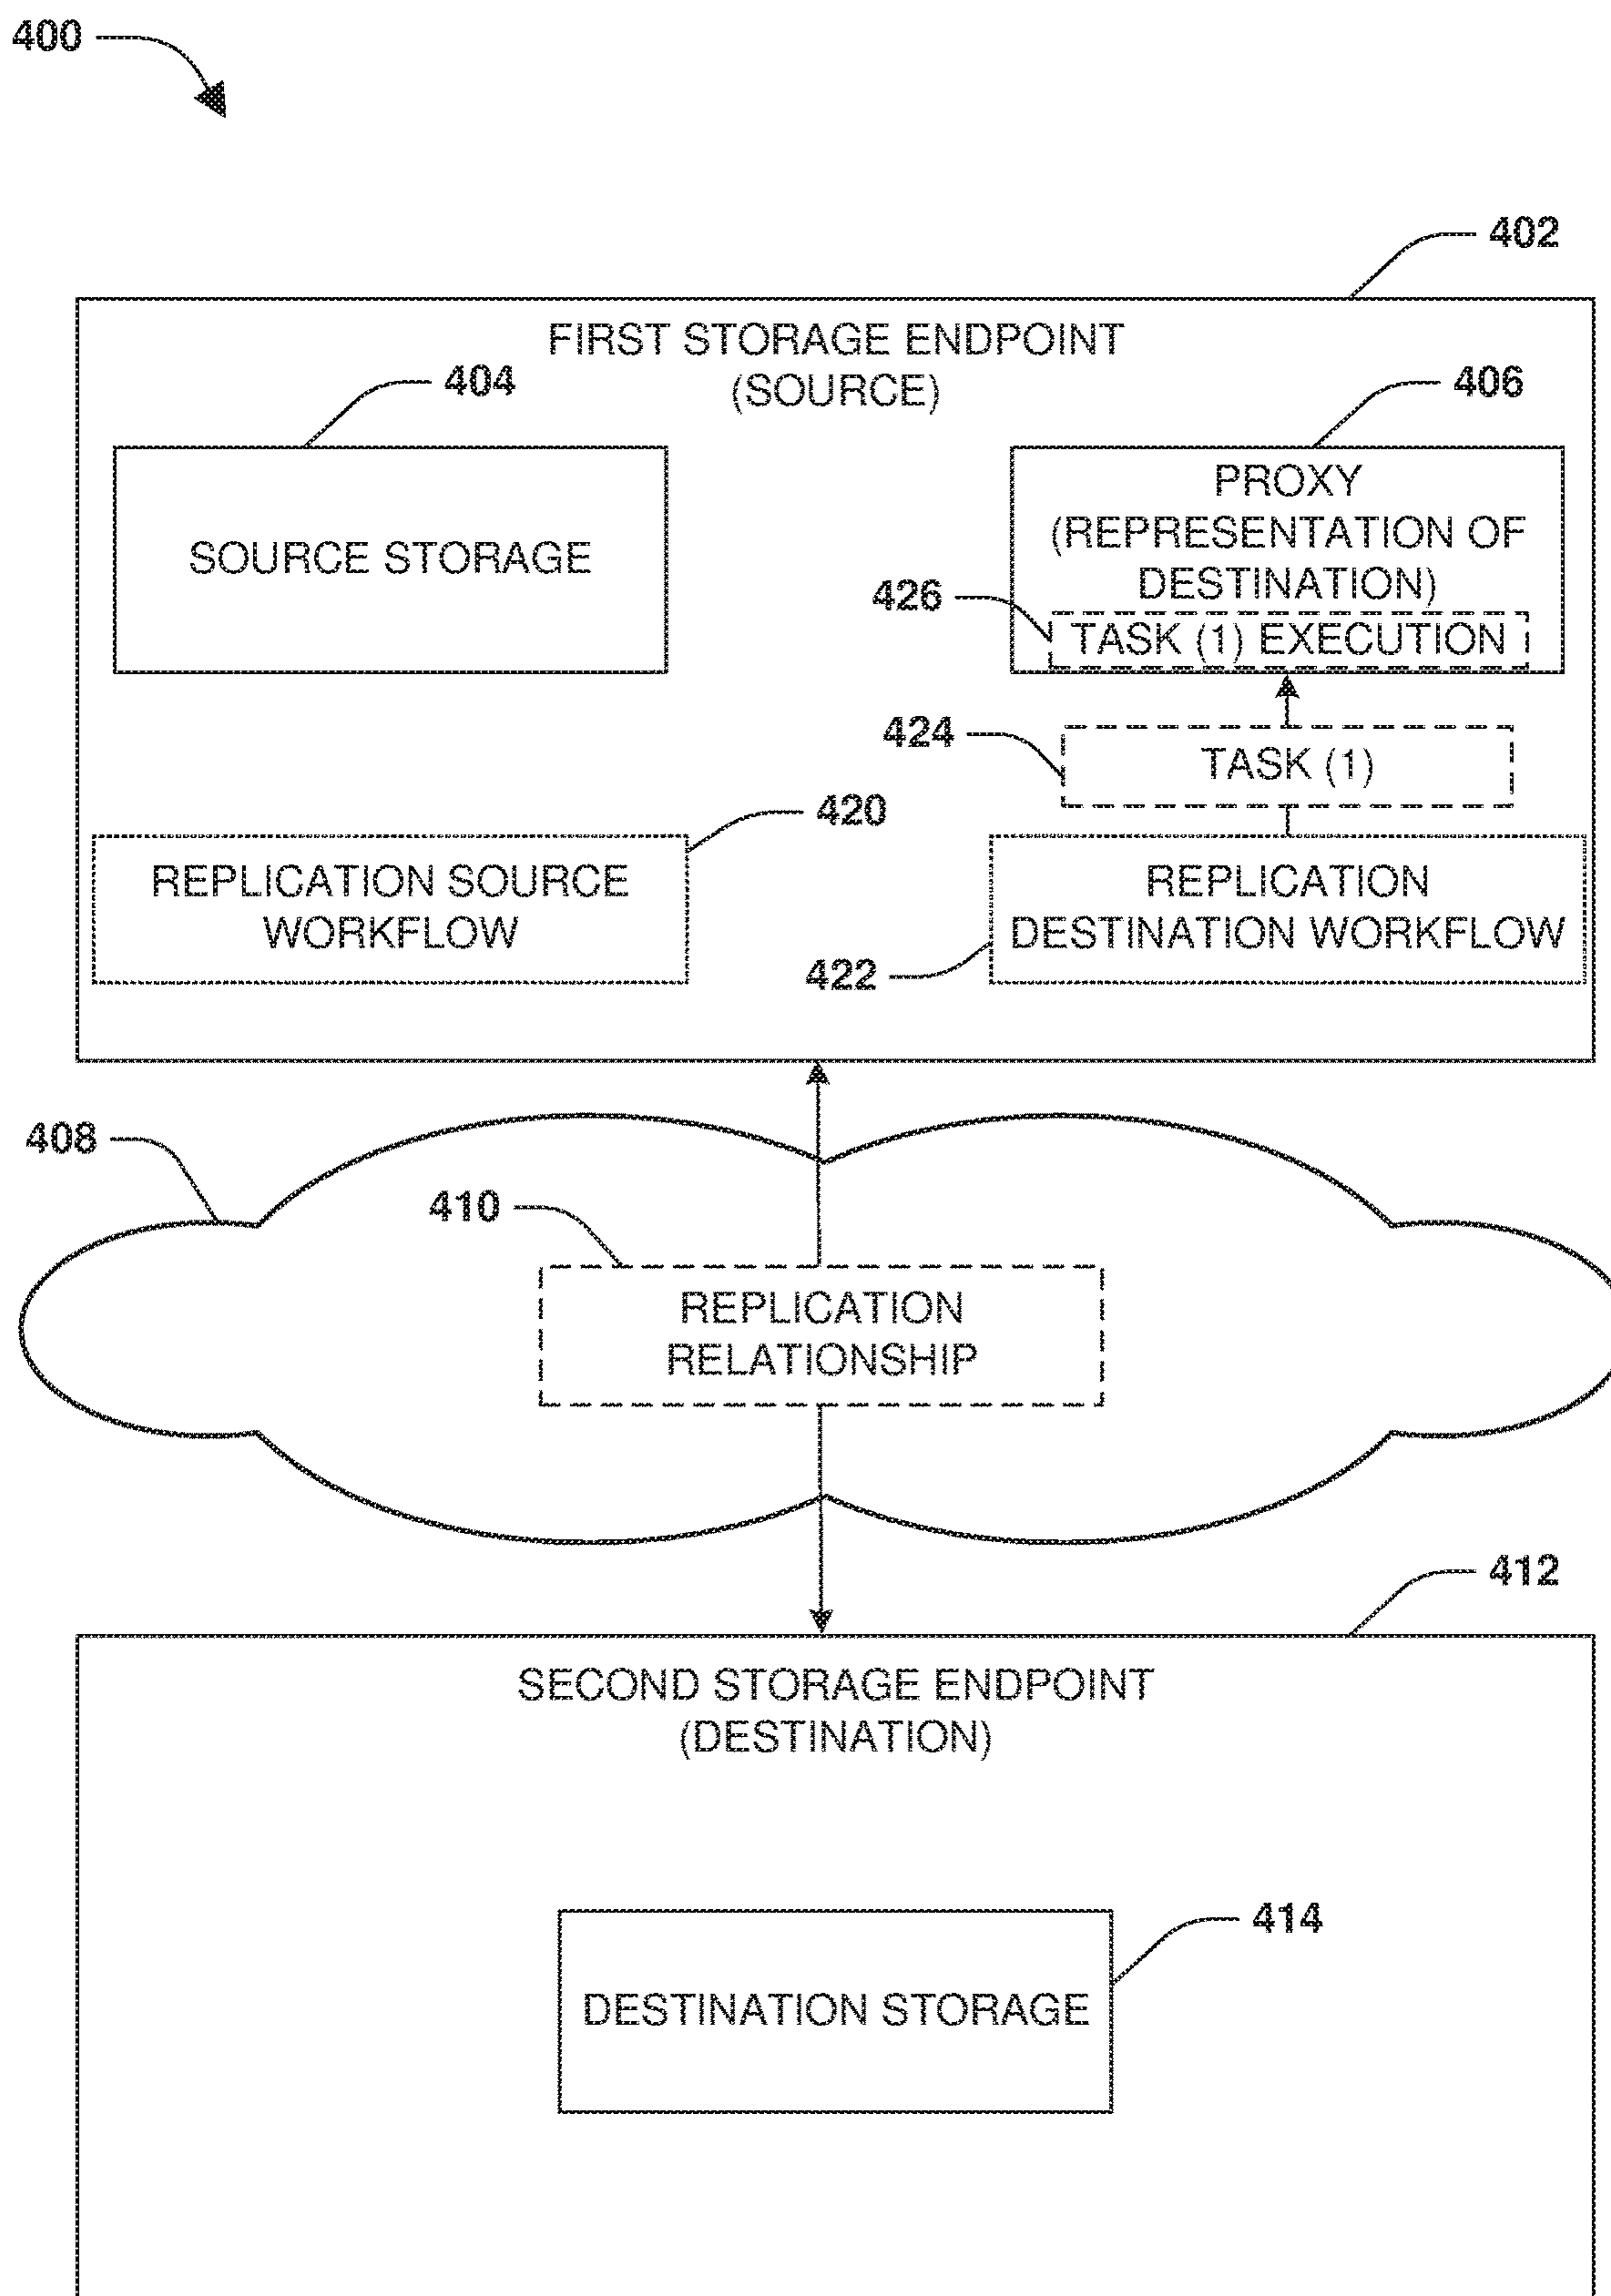 400
402
FIRST STORAGE ENDPOINT
(SOURCE)
404
406
SOURCE STORAGE
PROXY
(REPRESENTATION OF
DESTINATION)
426
TASK (1) EXECUTION
424
TASK (1)
420
REPLICATION SOURCE
WORKFLOW
REPLICATION
DESTINATION WORKFLOW
422
408
410
REPLICATION
RELATIONSHIP
412
SECOND STORAGE ENDPOINT
(DESTINATION)
414
DESTINATION STORAGE